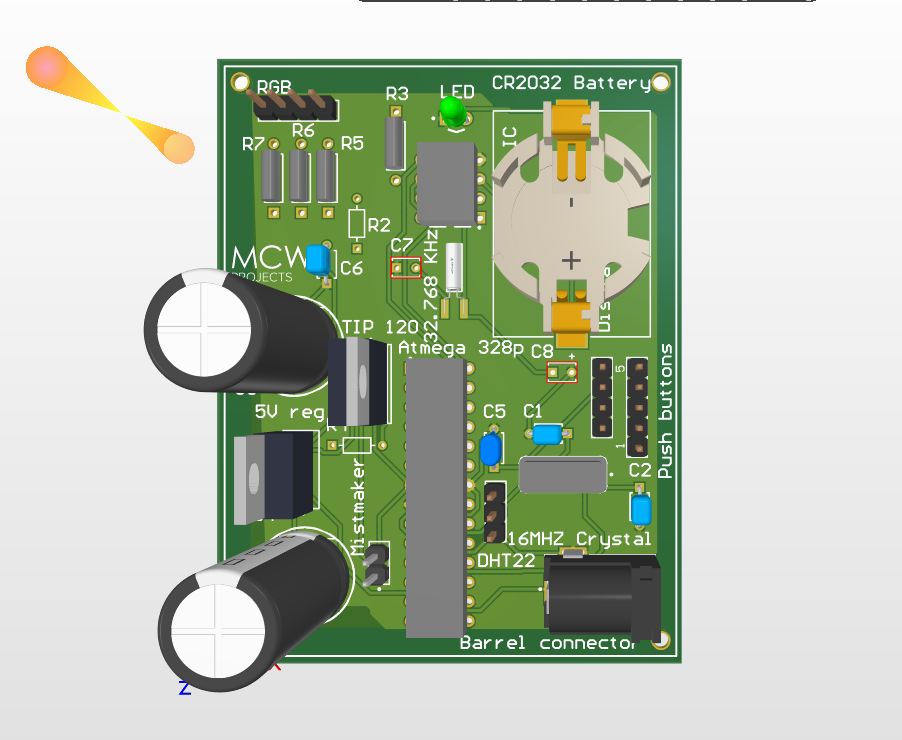 CR2032 Battery
RGB
LED
R3
R6
R7
R5
IC
R2
C7
MCW
PROJECTS
C6
32.768 KHz
TIP 120
Atmega 328p
C8
+
5
5V reg
C5
C1
Push buttons
1
C2
Mistmaker
16MHZ Crystal
DHT22
Barrel connector
Z